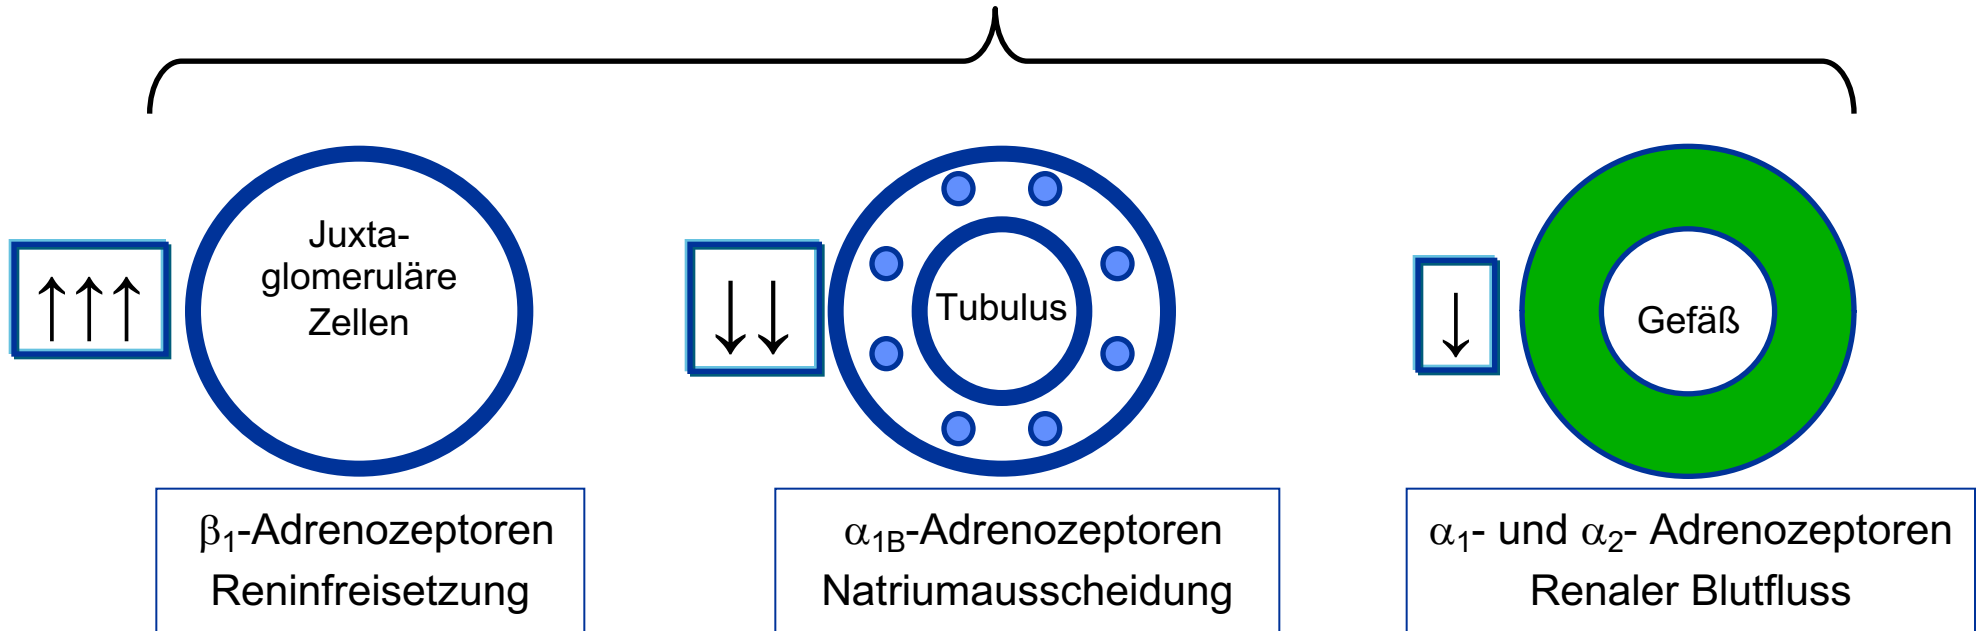 ↑↑↑
Juxta-
glomeruläre
Zellen
β1-Adrenozeptoren
Reninfreisetzung
↓↓
Tubulus
α1B-Adrenozeptoren
Natriumausscheidung
↓
Gefäß
α1- und α2- Adrenozeptoren
Renaler Blutfluss